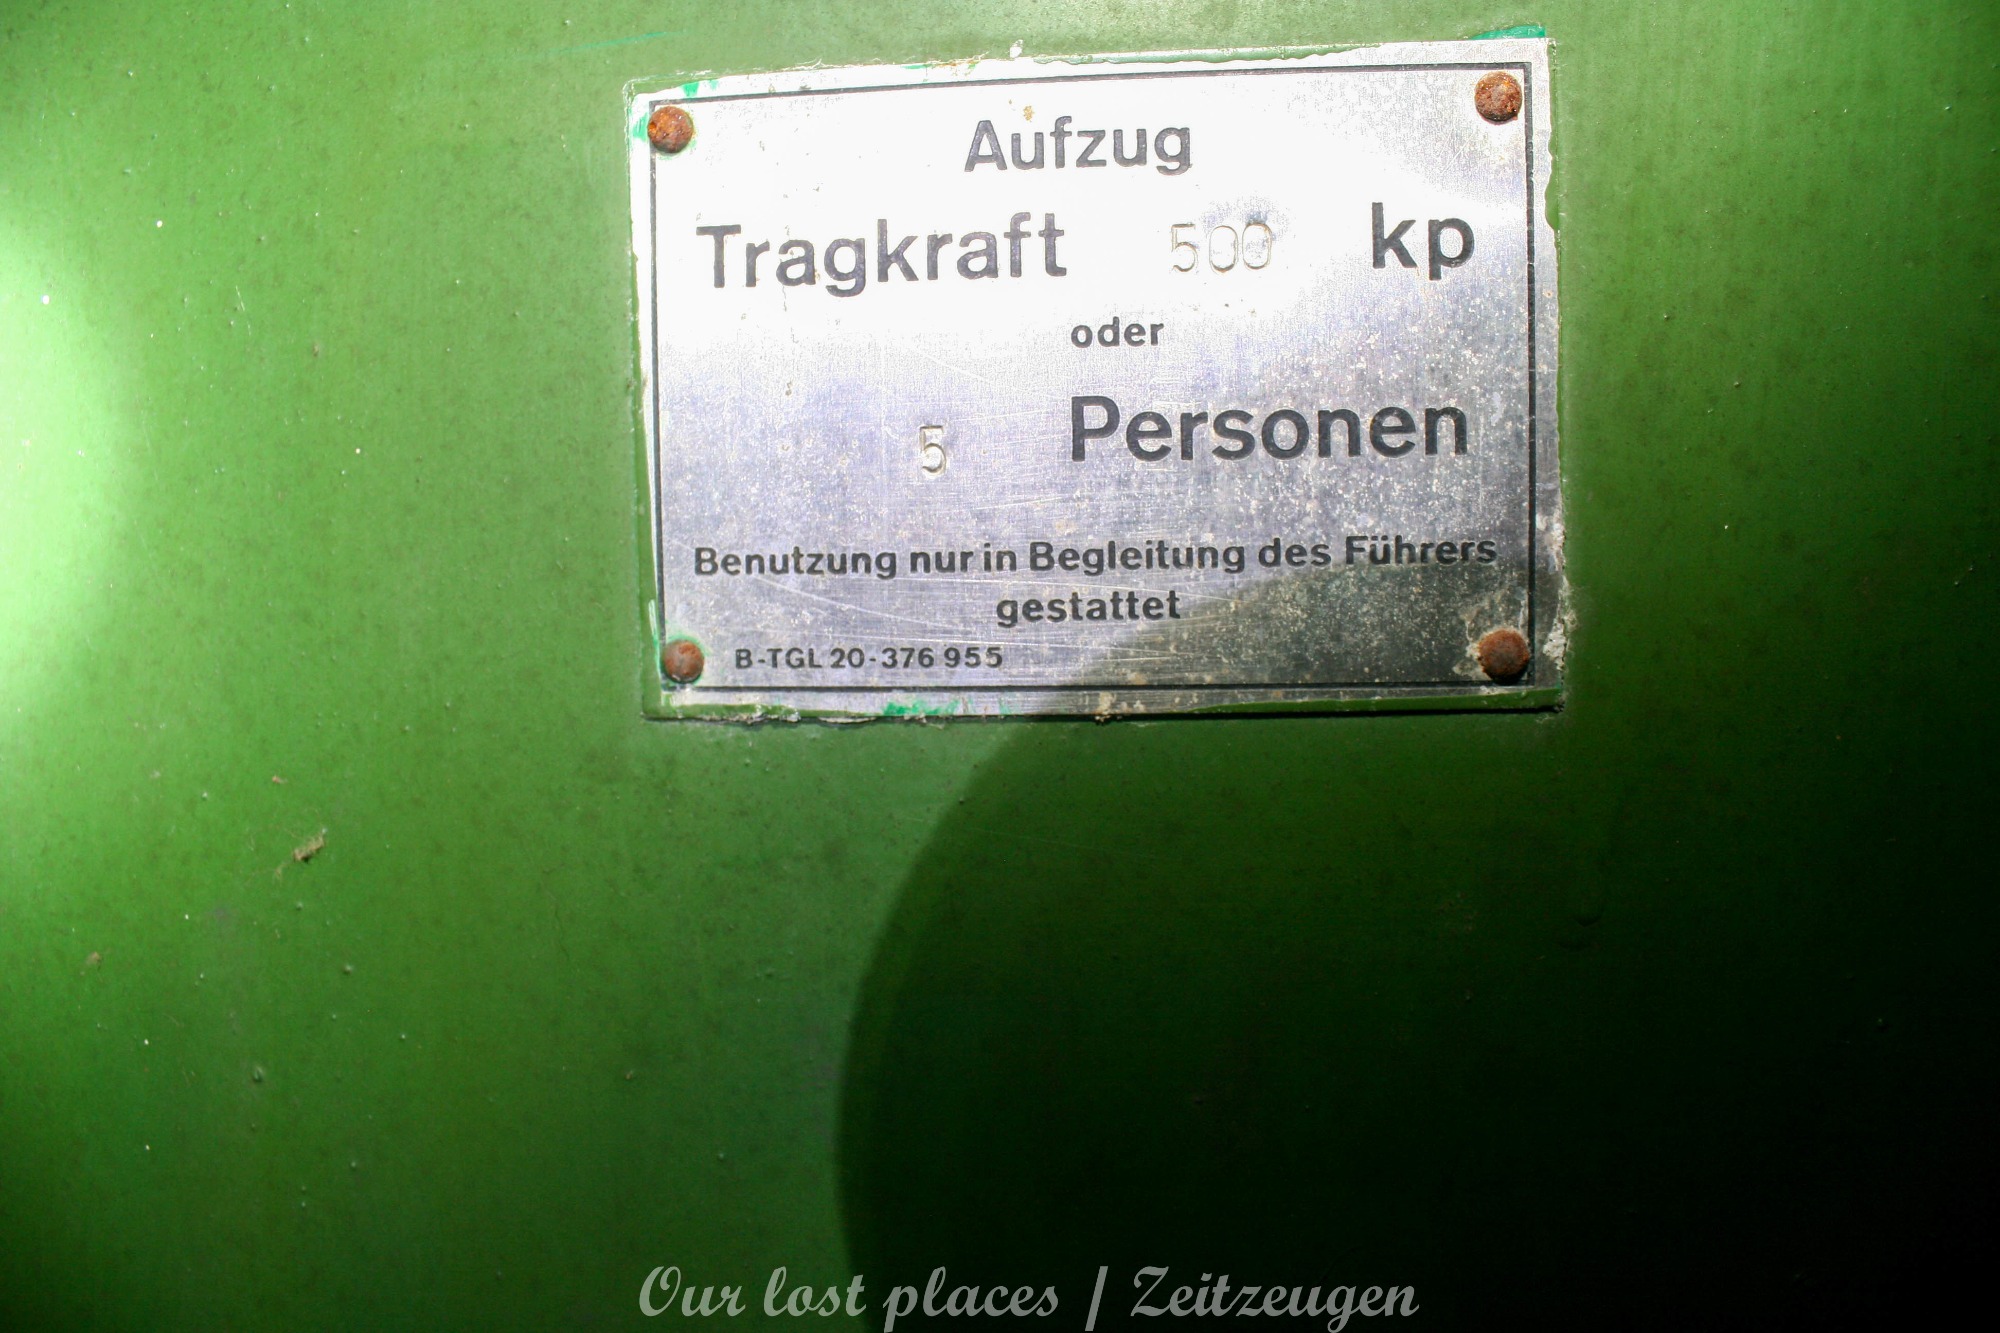 Aufzug
Tragkraft 500 kp
oder
5 Personen
Benutzung nur in Begleitung des Führers
gestattet
B-TGL 20-376 955
Our lost places / Zeitzeugen